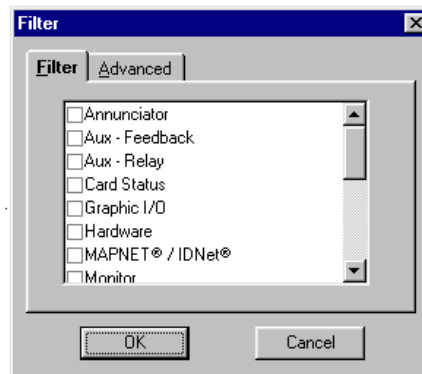 Filter
Filter Advanced
Annunciator
Aux - Feedback
Aux - Relay
Card Status
Graphic I/O
Hardware
MAPNET® / IDNet®
Monitor
OK Cancel